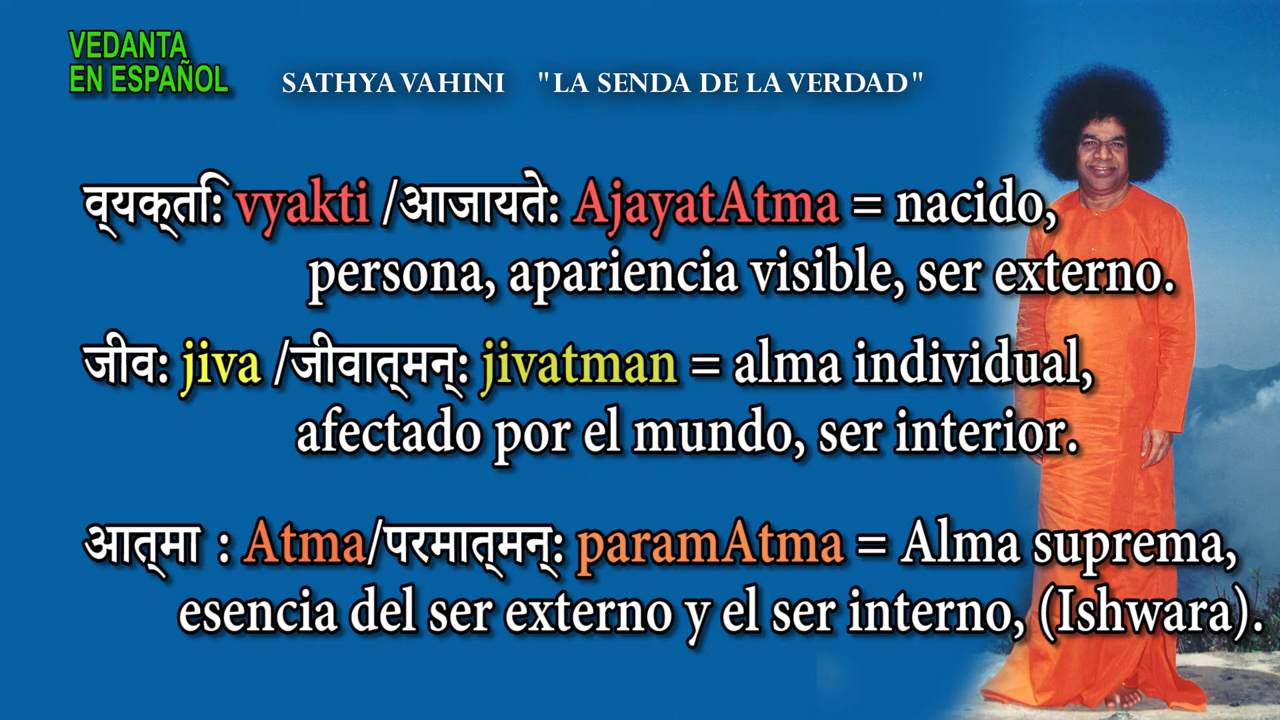 VEDANTA
EN ESPAÑOL
SATHYA VAHINI "LA SENDA DE LA VERDAD"
व्‌यक्‌ति: vyakti /आजायते: AjayatAtma = nacido,
persona, apariencia visible, ser externo.
जीव: jiva /जीवात्‌मन्: jivatman = alma individual,
afectado por el mundo, ser interior.
आत्‌मा : Atma/परमात्‌मन्: paramAtma = Alma suprema,
esencia del ser externo y el ser interno, (Ishwara).